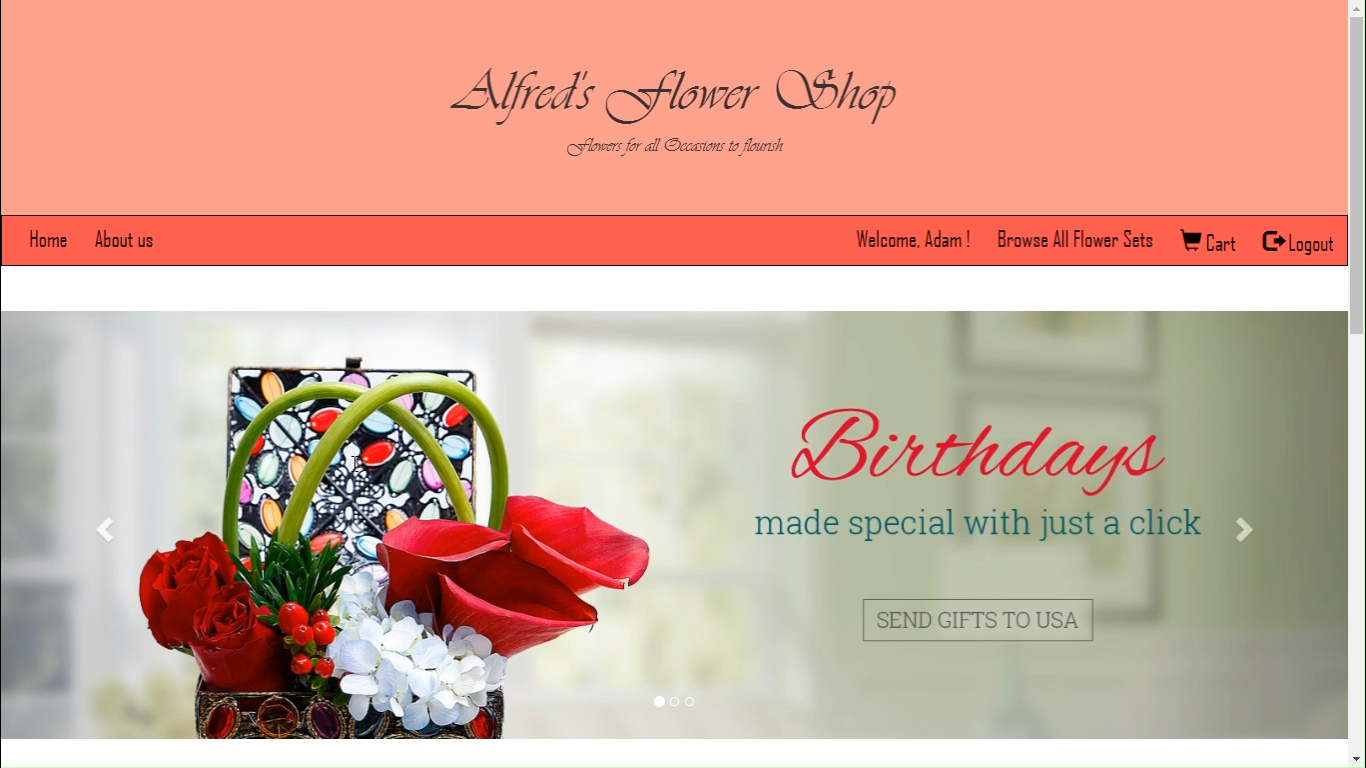 Alfred's Flower Shop
Flowers for all Occasions to flourish
Home About us Welcome, Adam ! Browse All Flower Sets Cart Logout
Birthdays
made special with just a click
SEND GIFTS TO USA